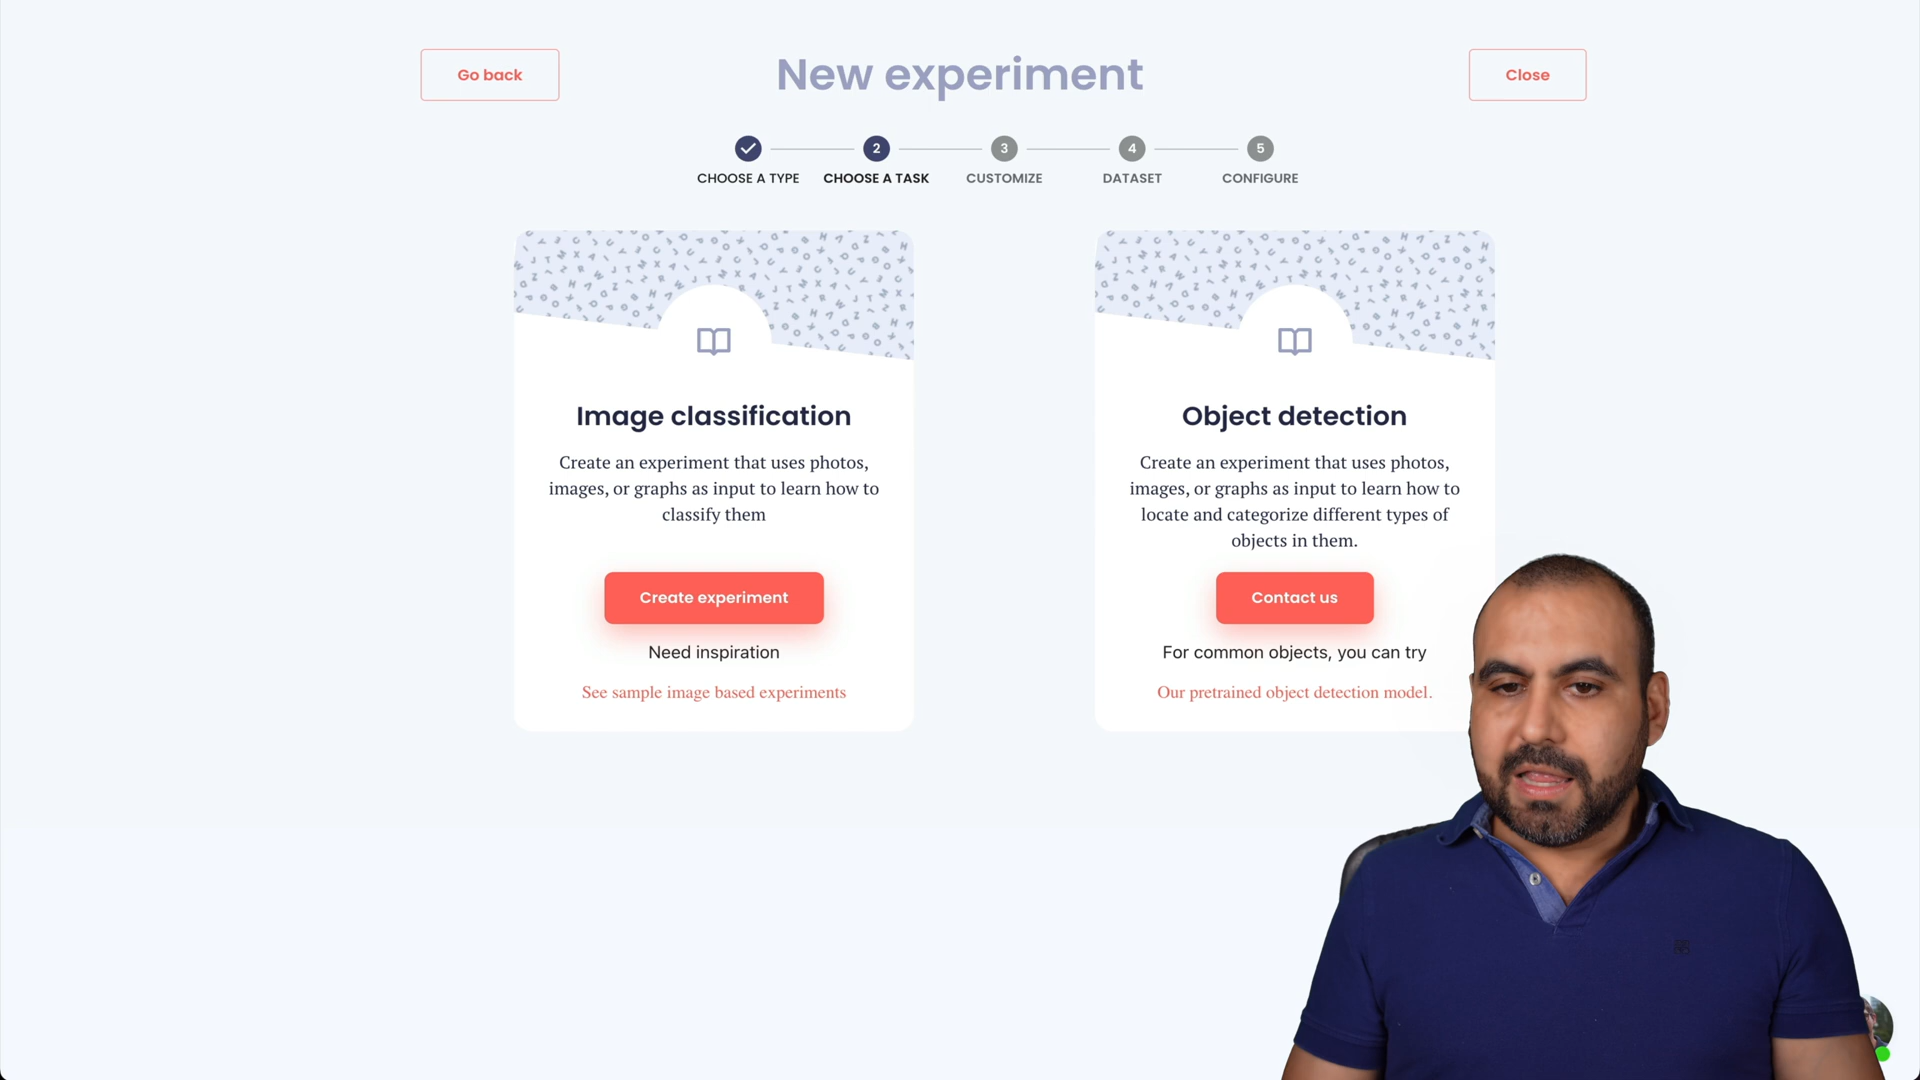 Go back
New experiment
Close
2
3
4
5
CHOOSE A TYPE
CHOOSE A TASK
CUSTOMIZE
DATASET
CONFIGURE
Image classification
Create an experiment that uses photos,
images, or graphs as input to learn how to
classify them
Create experiment
Need inspiration
See sample image based experiments
Object detection
Create an experiment that uses photos,
images, or graphs as input to learn how to
locate and categorize different types of
objects in them.
Contact us
For common objects, you can try
Our pretrained object detection model.